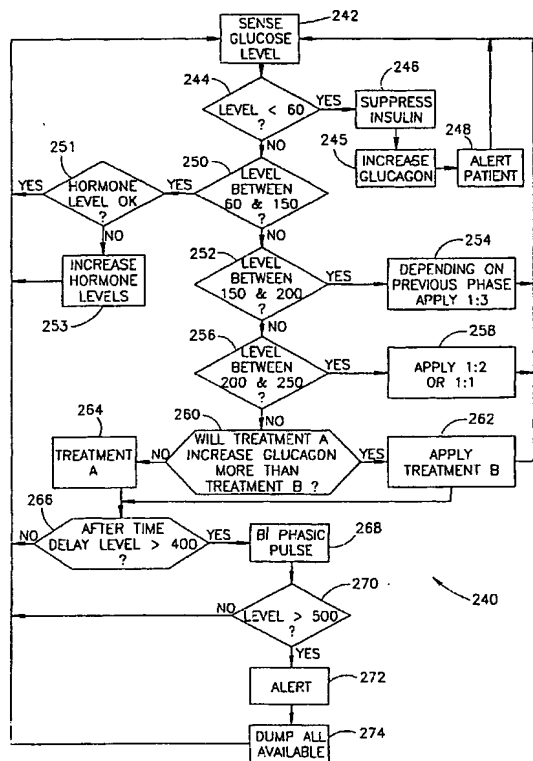 242
SENSE
GLUCOSE
LEVEL
244
LEVEL < 60
?
YES
NO
246
SUPPRESS
INSULIN
245
INCREASE
GLUCAGON
248
ALERT
PATIENT
251
YES
HORMONE
LEVEL OK
?
YES
NO
250
LEVEL
BETWEEN
60 & 150
?
NO
INCREASE
HORMONE
LEVELS
253
252
LEVEL
BETWEEN
150 & 200
?
YES
NO
254
DEPENDING ON
PREVIOUS PHASE
APPLY 1:3
256
LEVEL
BETWEEN
200 & 250
?
YES
NO
258
APPLY 1:2
OR 1:1
260
WILL TREATMENT A
INCREASE GLUCAGON
MORE THAN
TREATMENT B ?
NO
YES
264
TREATMENT
A
262
APPLY
TREATMENT B
266
NO
AFTER TIME
DELAY LEVEL > 400
?
YES
268
BI PHASIC
PULSE
270
NO
LEVEL > 500
?
YES
240
ALERT
272
DUMP ALL
AVAILABLE
274